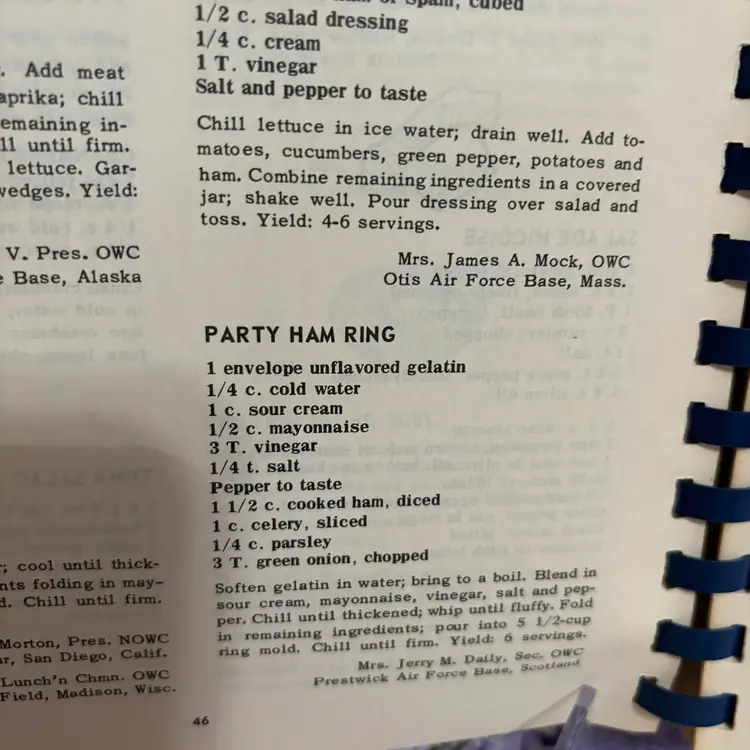 Spam, cubed
1/2 c. salad dressing
1/4 c. cream
1 T. vinegar
Salt and pepper to taste
Chill lettuce in ice water; drain well. Add to-
matoes, cucumbers, green pepper, potatoes and
ham. Combine remaining ingredients in a covered
jar; shake well. Pour dressing over salad and
toss. Yield: 4-6 servings.
Mrs. James A. Mock, OWC
Otis Air Force Base, Mass.
PARTY HAM RING
1 envelope unflavored gelatin
1/4 c. cold water
1 c. sour cream
1/2 c. mayonnaise
3 T. vinegar
1/4 t. salt
Pepper to taste
1 1/2 c. cooked ham, diced
1 c. celery, sliced
1/4 c. parsley
3 T. green onion, chopped
Soften gelatin in water; bring to a boil. Blend in
sour cream, mayonnaise, vinegar, salt and pep-
per. Chill until thickened; whip until fluffy. Fold
in remaining ingredients; pour into 5 1/2-cup
ring mold. Chill until firm. Yield: 6 servings.
Mrs. Jerry M. Daily, Sec. OWC
Prestwick Air Force Base, Scotland
46
. Add meat
aprika; chill
emaining in-
ll until firm.
lettuce. Gar-
wedges. Yield:
V. Pres. OWC
e Base, Alaska
; cool until thick-
nts folding in may-
d. Chill until firm.
Morton, Pres. NOWC
r, San Diego, Calif.
Lunch'n Chmn. OWC
Field, Madison, Wisc.